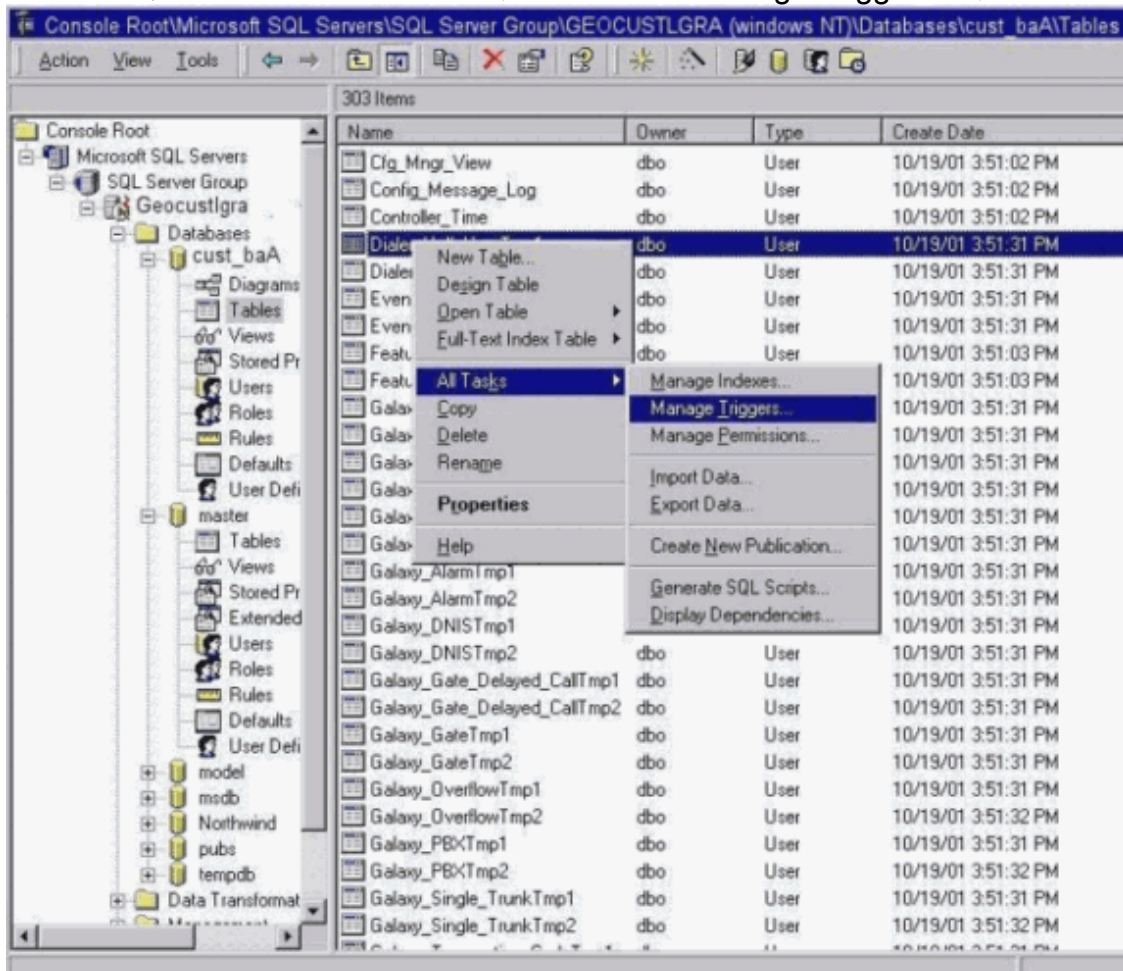 Console Root\Microsoft SQL Servers\SQL Server Group\GEOCUSTLGRA (windows NT)\Databases\cust_baA\Tables
Action View Tools
303 Items
Console Root
Microsoft SQL Servers
SQL Server Group
Geocustlgra
Databases
cust_baA
Diagrams
Tables
Views
Stored Pr
Users
Roles
Rules
Defaults
User Defi
master
Tables
Views
Stored Pr
Extended
Users
Roles
Rules
Defaults
User Defi
model
msdb
Northwind
pubs
tempdb
Data Transformat
Name Owner Type Create Date
Cfg_Mngr_View dbo User 10/19/01 3:51:02 PM
Config_Message_Log dbo User 10/19/01 3:51:02 PM
Controller_Time dbo User 10/19/01 3:51:02 PM
dbo User 10/19/01 3:51:31 PM
Dialer dbo User 10/19/01 3:51:31 PM
Even dbo User 10/19/01 3:51:31 PM
Even dbo User 10/19/01 3:51:31 PM
Featu dbo User 10/19/01 3:51:03 PM
Featu 10/19/01 3:51:03 PM
Galax 10/19/01 3:51:31 PM
Galax 10/19/01 3:51:31 PM
Galax 10/19/01 3:51:31 PM
Galax 10/19/01 3:51:31 PM
Galax 10/19/01 3:51:31 PM
Galax 10/19/01 3:51:31 PM
Galaxy_AlarmTmp1 10/19/01 3:51:31 PM
Galaxy_AlarmTmp2 10/19/01 3:51:31 PM
Galaxy_DNISTmp1 10/19/01 3:51:31 PM
Galaxy_DNISTmp2 dbo User 10/19/01 3:51:31 PM
Galaxy_Gate_Delayed_CallTmp1 dbo User 10/19/01 3:51:31 PM
Galaxy_Gate_Delayed_CallTmp2 dbo User 10/19/01 3:51:31 PM
Galaxy_GateTmp1 dbo User 10/19/01 3:51:31 PM
Galaxy_GateTmp2 dbo User 10/19/01 3:51:31 PM
Galaxy_OverflowTmp1 dbo User 10/19/01 3:51:31 PM
Galaxy_OverflowTmp2 dbo User 10/19/01 3:51:32 PM
Galaxy_PBXTmp1 dbo User 10/19/01 3:51:31 PM
Galaxy_PBXTmp2 dbo User 10/19/01 3:51:32 PM
Galaxy_Single_TrunkTmp1 dbo User 10/19/01 3:51:31 PM
Galaxy_Single_TrunkTmp2 dbo User 10/19/01 3:51:32 PM
New Table...
Design Table
Open Table
Full-Text Index Table
All Tasks
Copy
Delete
Rename
Properties
Help
Manage Indexes...
Manage Triggers...
Manage Permissions...
Import Data...
Export Data...
Create New Publication...
Generate SQL Scripts...
Display Dependencies...